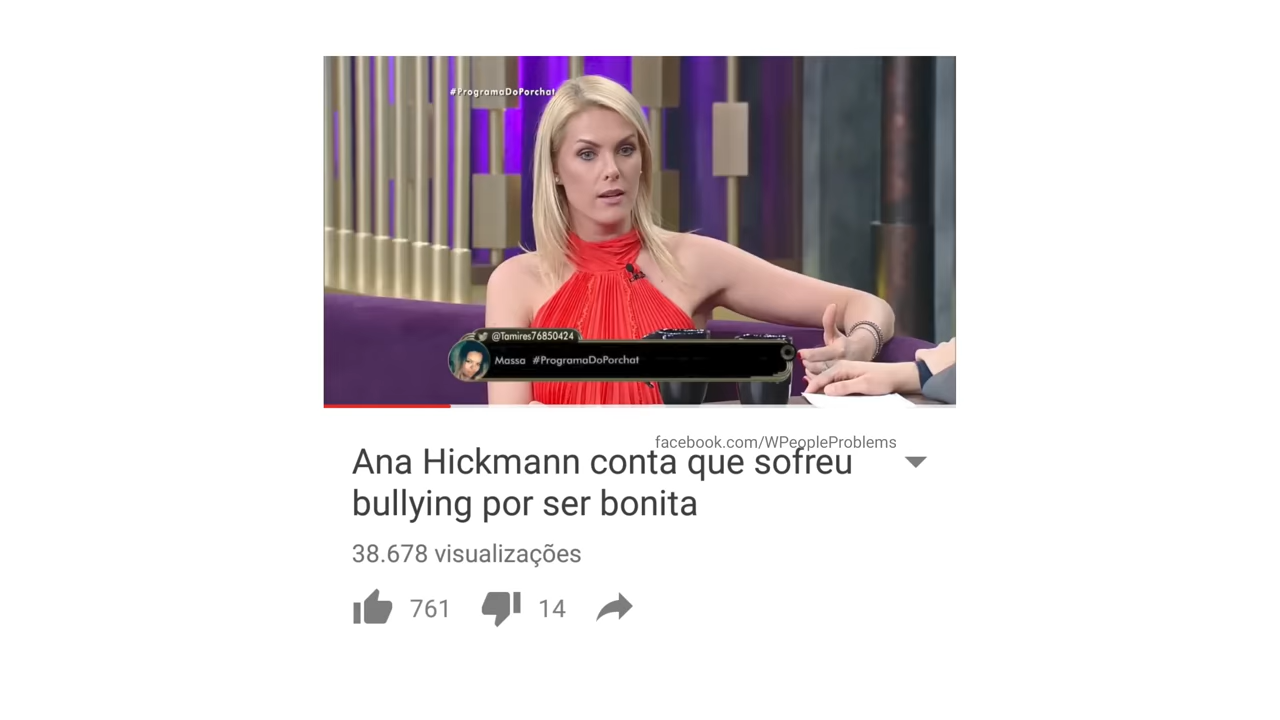 #ProgramaDoPorchat
@Tamires76850424
Massa #ProgramaDoPorchat
facebook.com/WPeopleProblems
Ana Hickmann conta que sofreu
bullying por ser bonita
38.678 visualizações
761 14